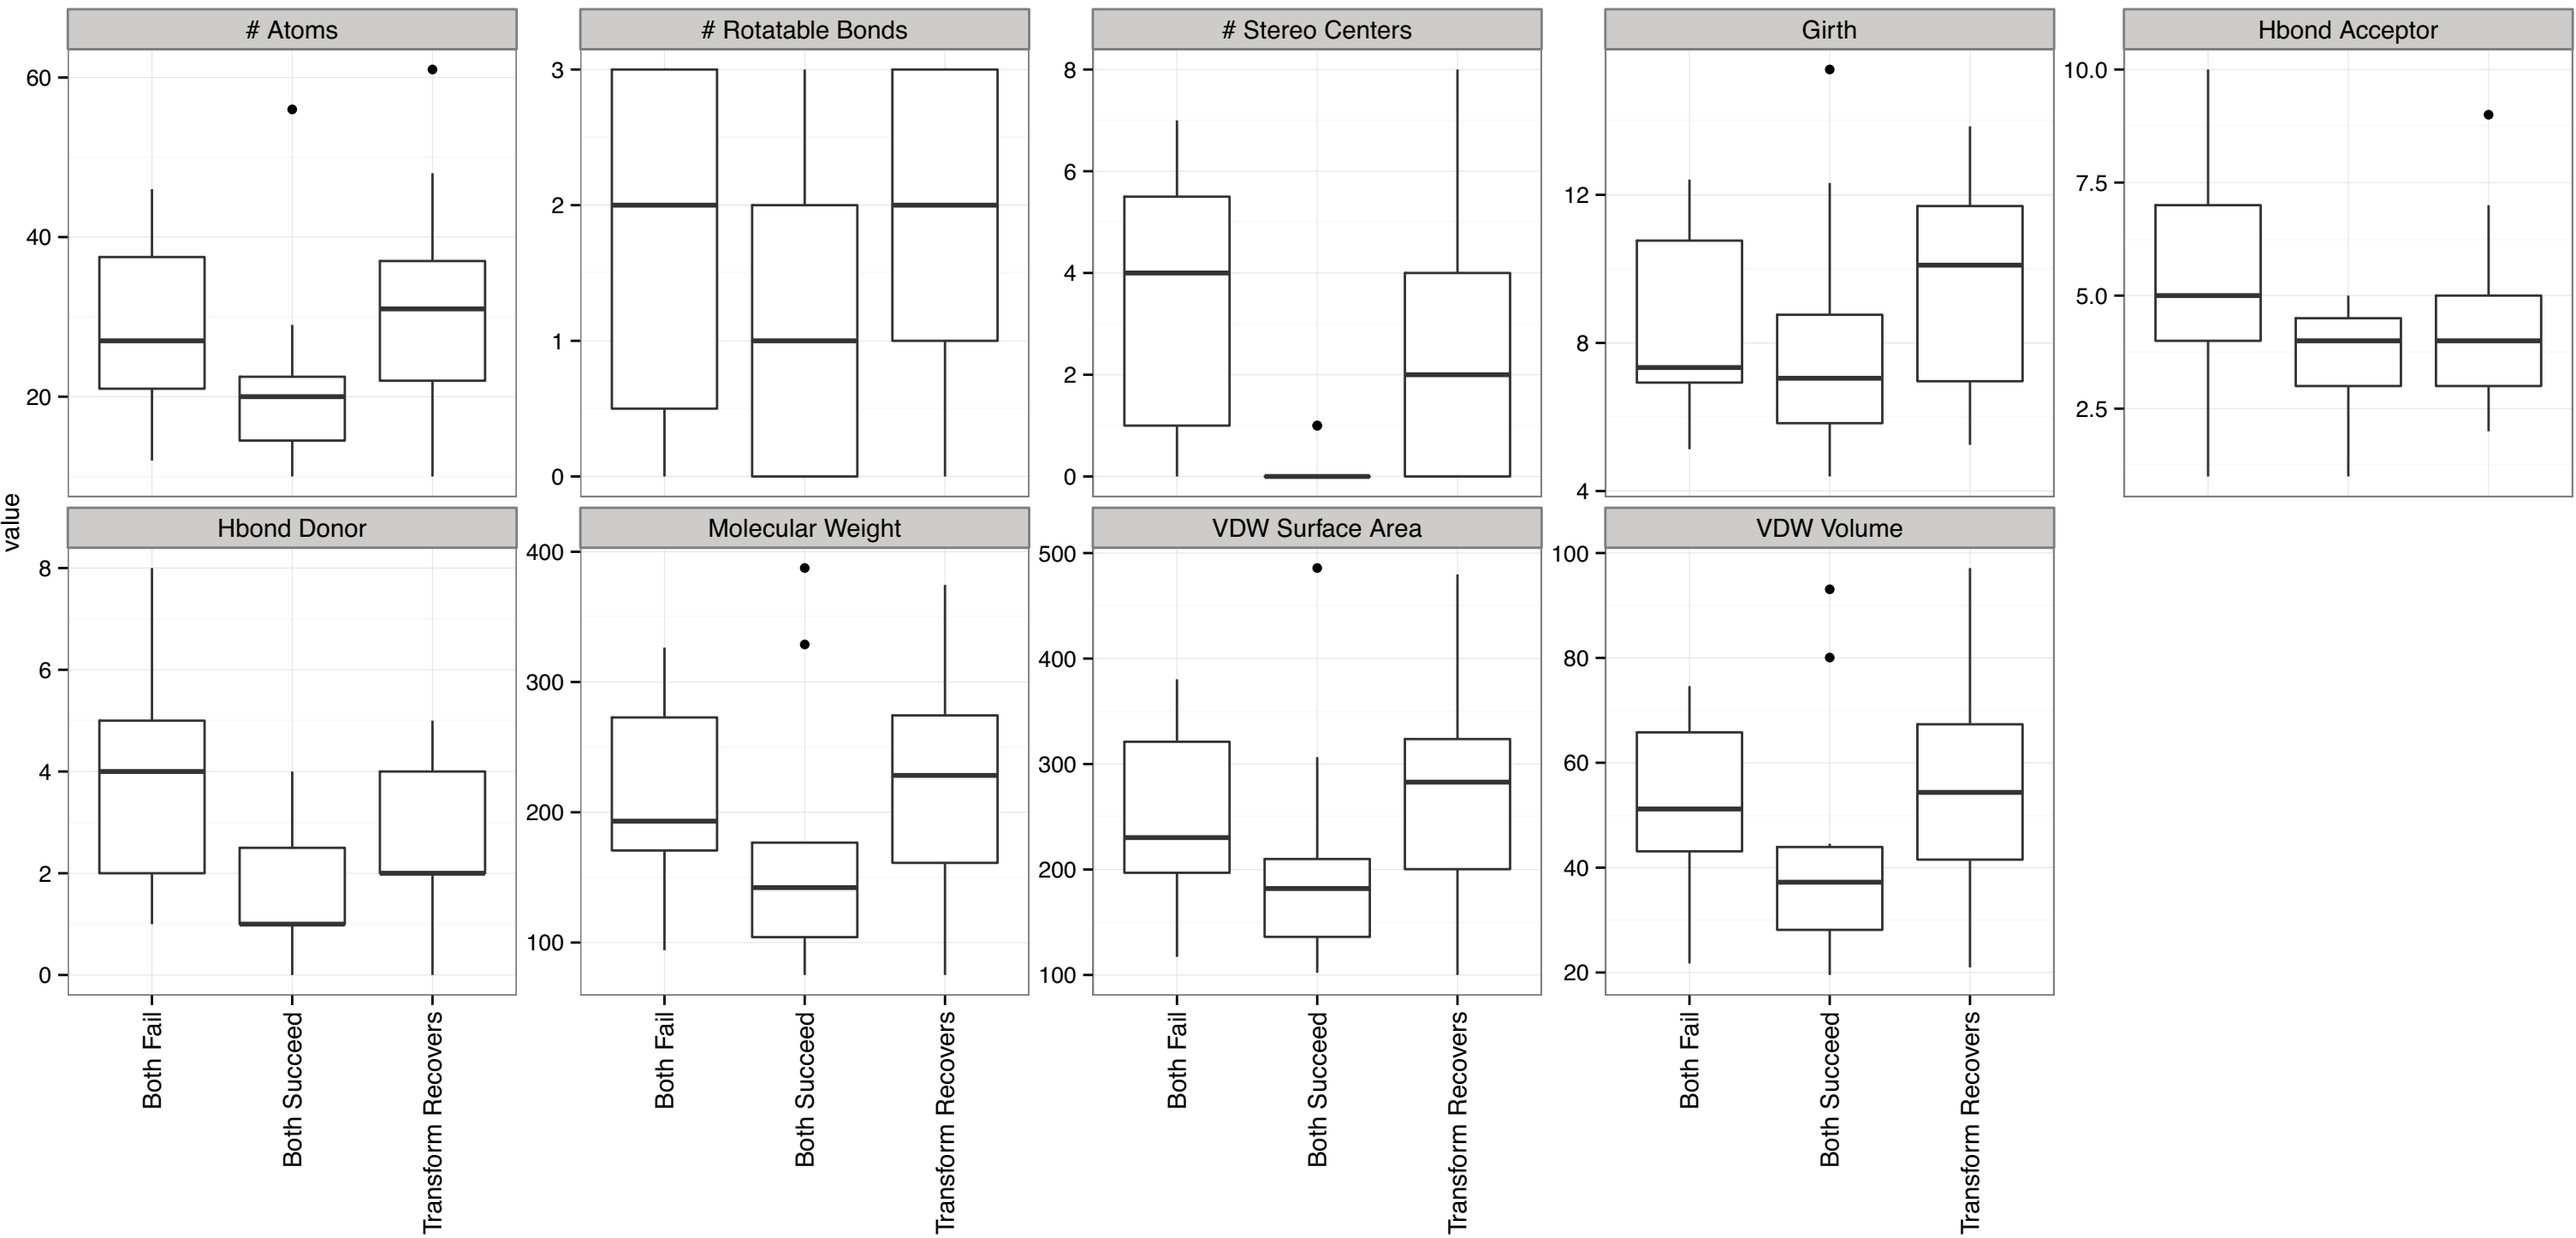 # Atoms
# Rotatable Bonds
# Stereo Centers
Girth
Hbond Acceptor
60
40
20
3
2
1
0
8
6
4
2
0
12
8
4
10.0
7.5
5.0
2.5
value
Hbond Donor
Molecular Weight
VDW Surface Area
VDW Volume
8
6
4
2
0
400
300
200
100
500
400
300
200
100
100
80
60
40
20
Both Fail
Both Succeed
Transform Recovers
Both Fail
Both Succeed
Transform Recovers
Both Fail
Both Succeed
Transform Recovers
Both Fail
Both Succeed
Transform Recovers